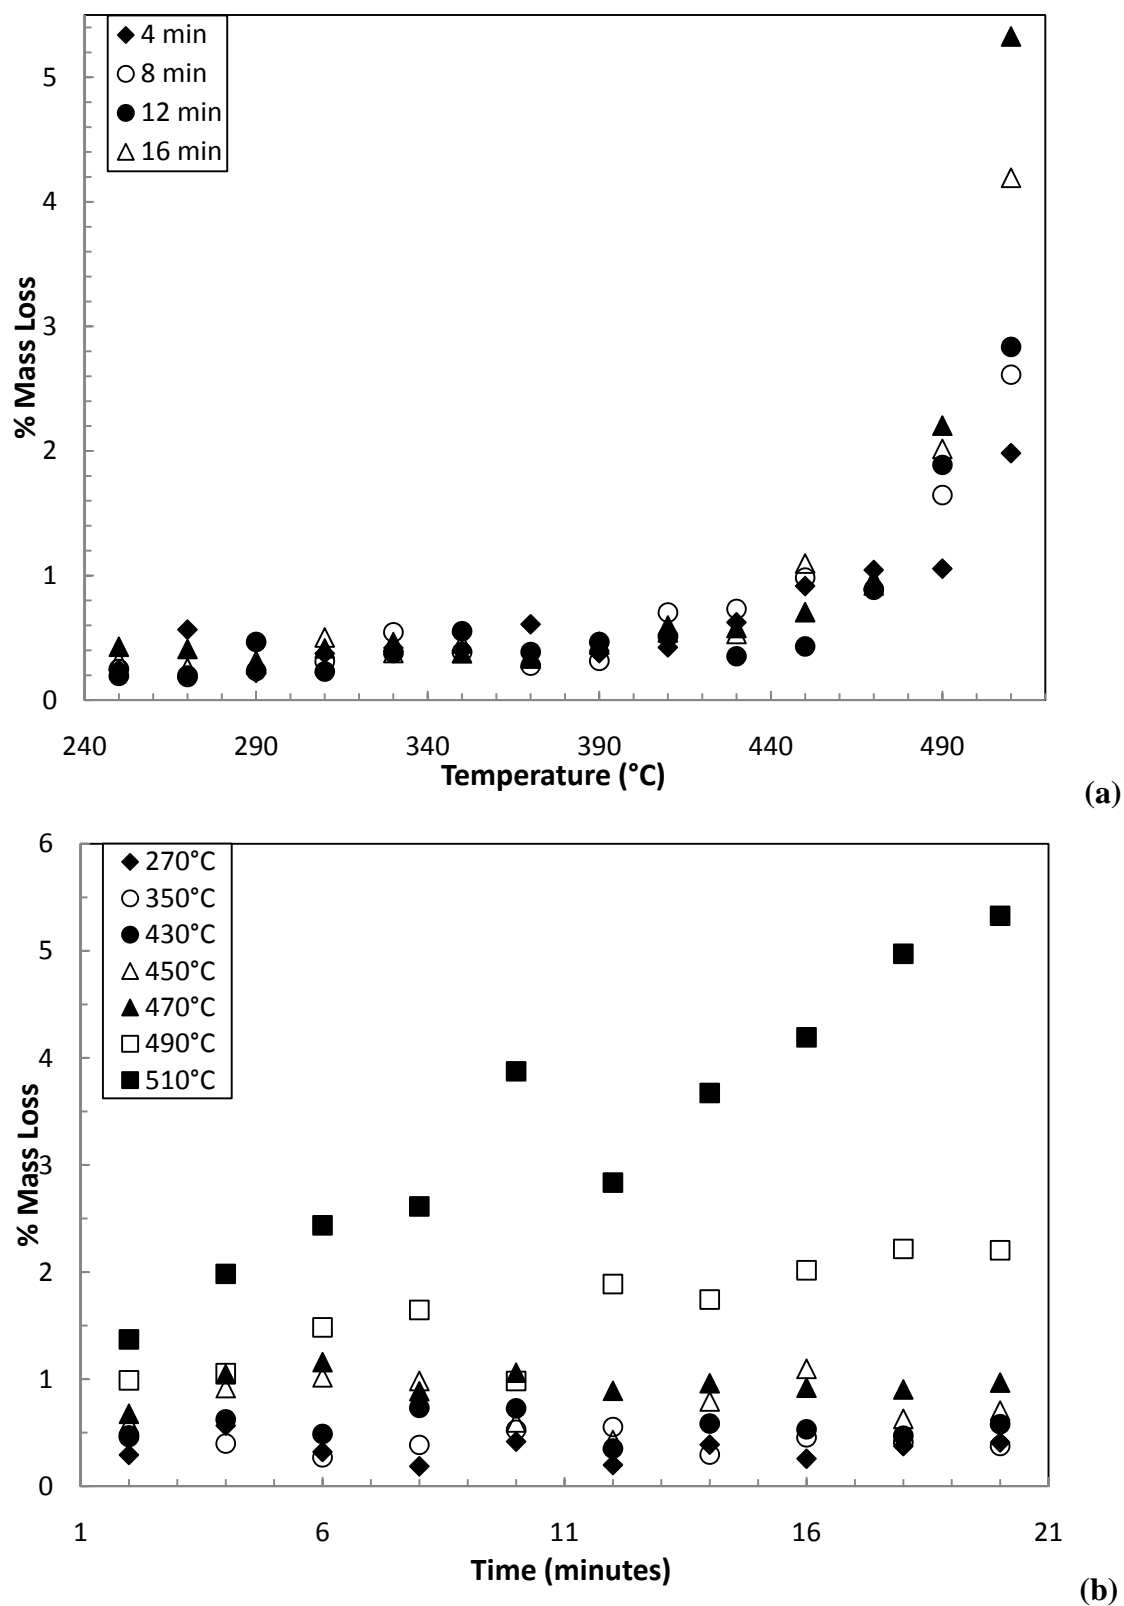 4 min
8 min
12 min
16 min
5
4
3
2
1
0
% Mass Loss
240 290 340 390 440 490
Temperature (°C)
(a)
270°C
350°C
430°C
450°C
470°C
490°C
510°C
6
5
4
3
2
1
0
% Mass Loss
1 6 11 16 21
Time (minutes)
(b)